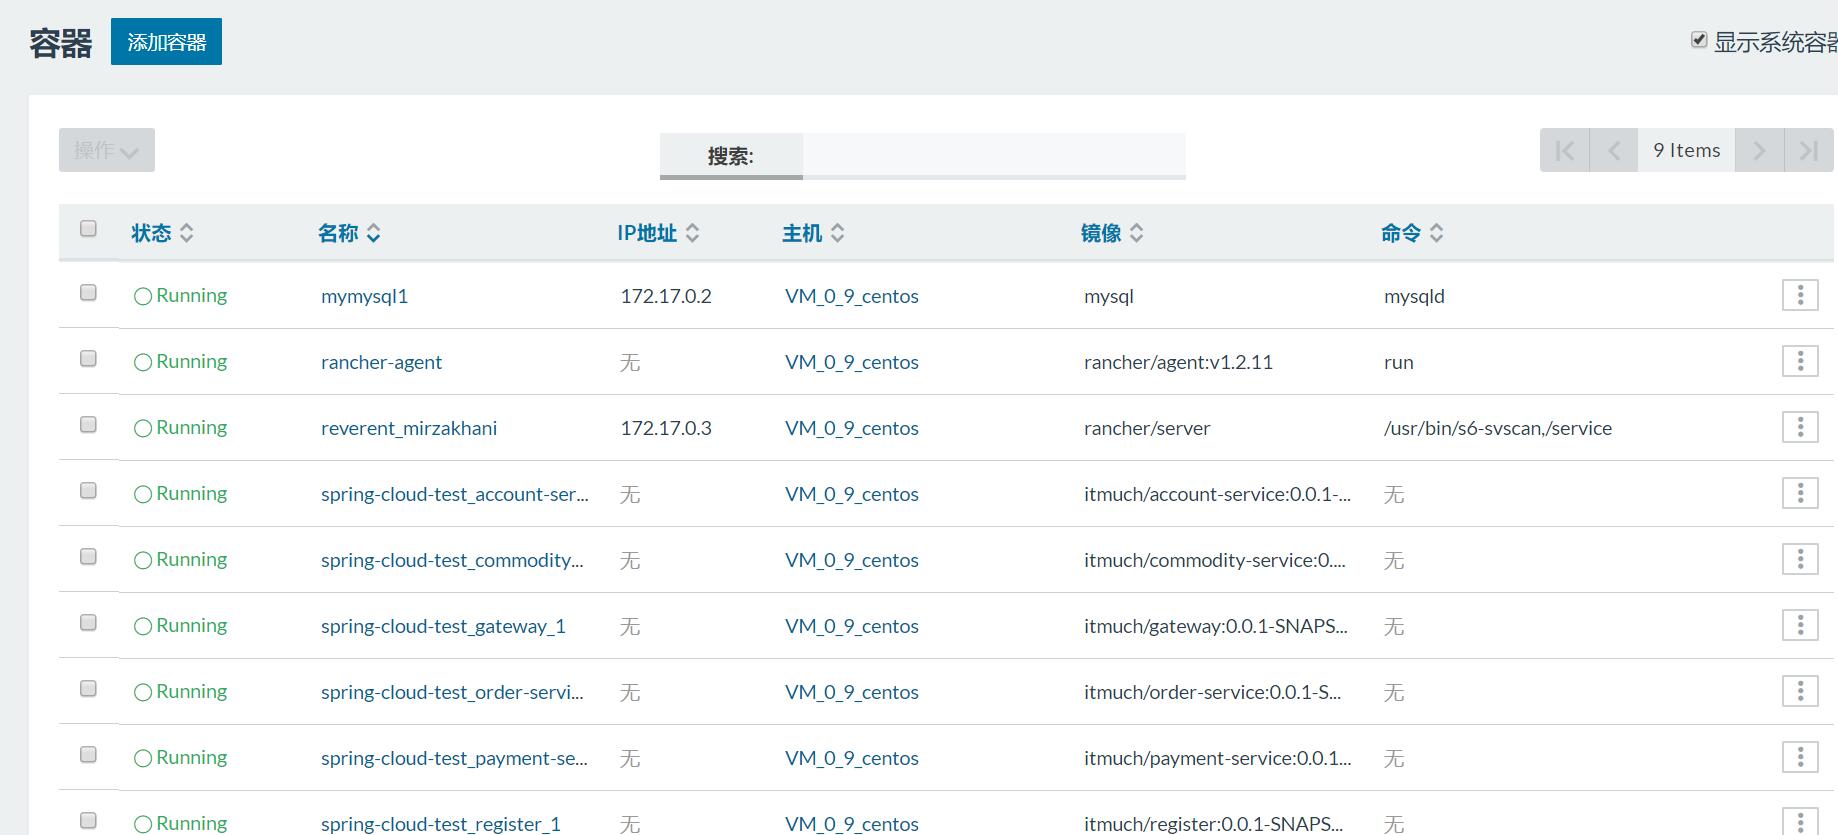 容器 添加容器 显示系统容器
操作 搜索: 9 Items
状态 名称 IP地址 主机 镜像 命令
Running mymysql1 172.17.0.2 VM_0_9_centos mysql mysqld
Running rancher-agent 无 VM_0_9_centos rancher/agent:v1.2.11 run
Running reverent_mirzakhani 172.17.0.3 VM_0_9_centos rancher/server /usr/bin/s6-svscan,/service
Running spring-cloud-test_account-ser... 无 VM_0_9_centos itmuch/account-service:0.0.1-... 无
Running spring-cloud-test_commodity... 无 VM_0_9_centos itmuch/commodity-service:0.... 无
Running spring-cloud-test_gateway_1 无 VM_0_9_centos itmuch/gateway:0.0.1-SNAPS... 无
Running spring-cloud-test_order-servi... 无 VM_0_9_centos itmuch/order-service:0.0.1-S... 无
Running spring-cloud-test_payment-se... 无 VM_0_9_centos itmuch/payment-service:0.0.1... 无
Running spring-cloud-test_register_1 无 VM_0_9_centos itmuch/register:0.0.1-SNAPS... 无